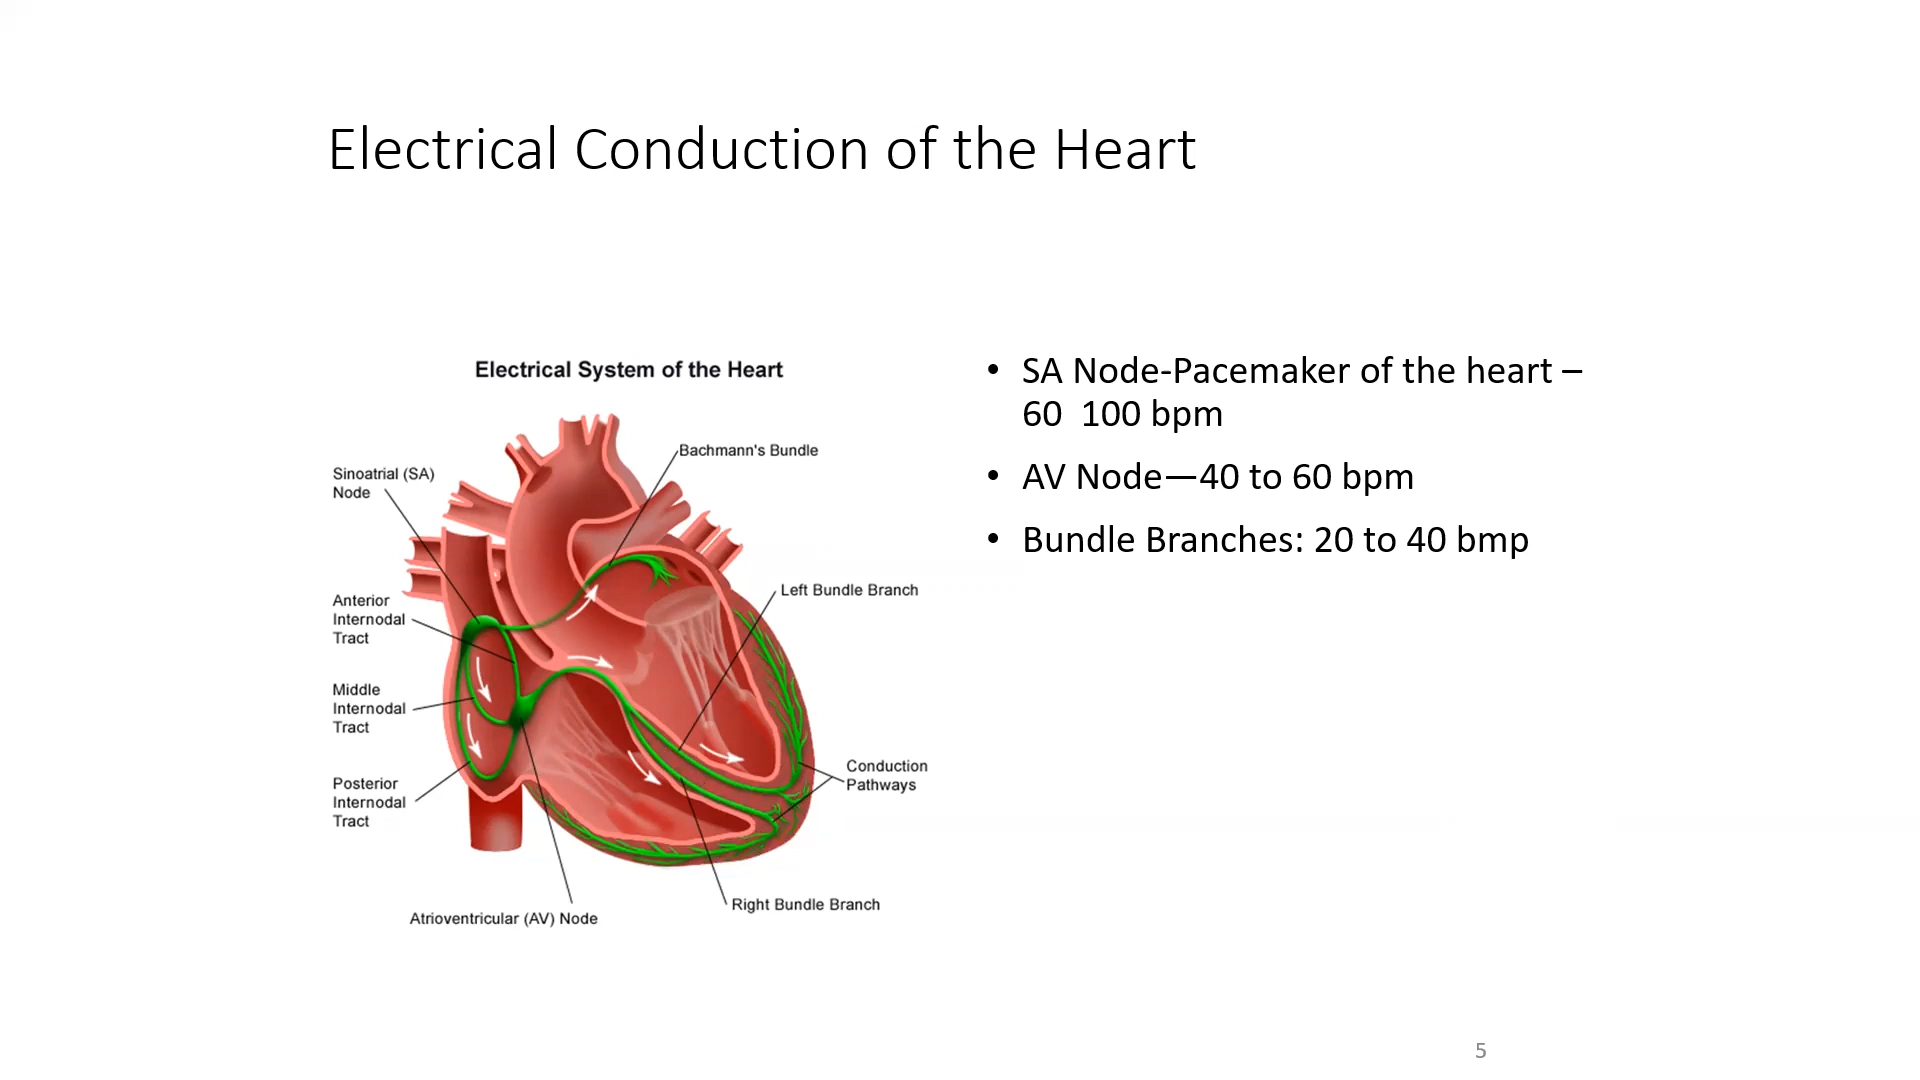 Electrical Conduction of the Heart
Electrical System of the Heart
Bachmann's Bundle
Sinoatrial (SA)
Node
Left Bundle Branch
Anterior
Internodal
Tract
Middle
Internodal
Tract
Conduction
Pathways
Posterior
Internodal
Tract
Right Bundle Branch
Atrioventricular (AV) Node
• SA Node-Pacemaker of the heart –
60  100 bpm
• AV Node—40 to 60 bpm
• Bundle Branches: 20 to 40 bmp
5